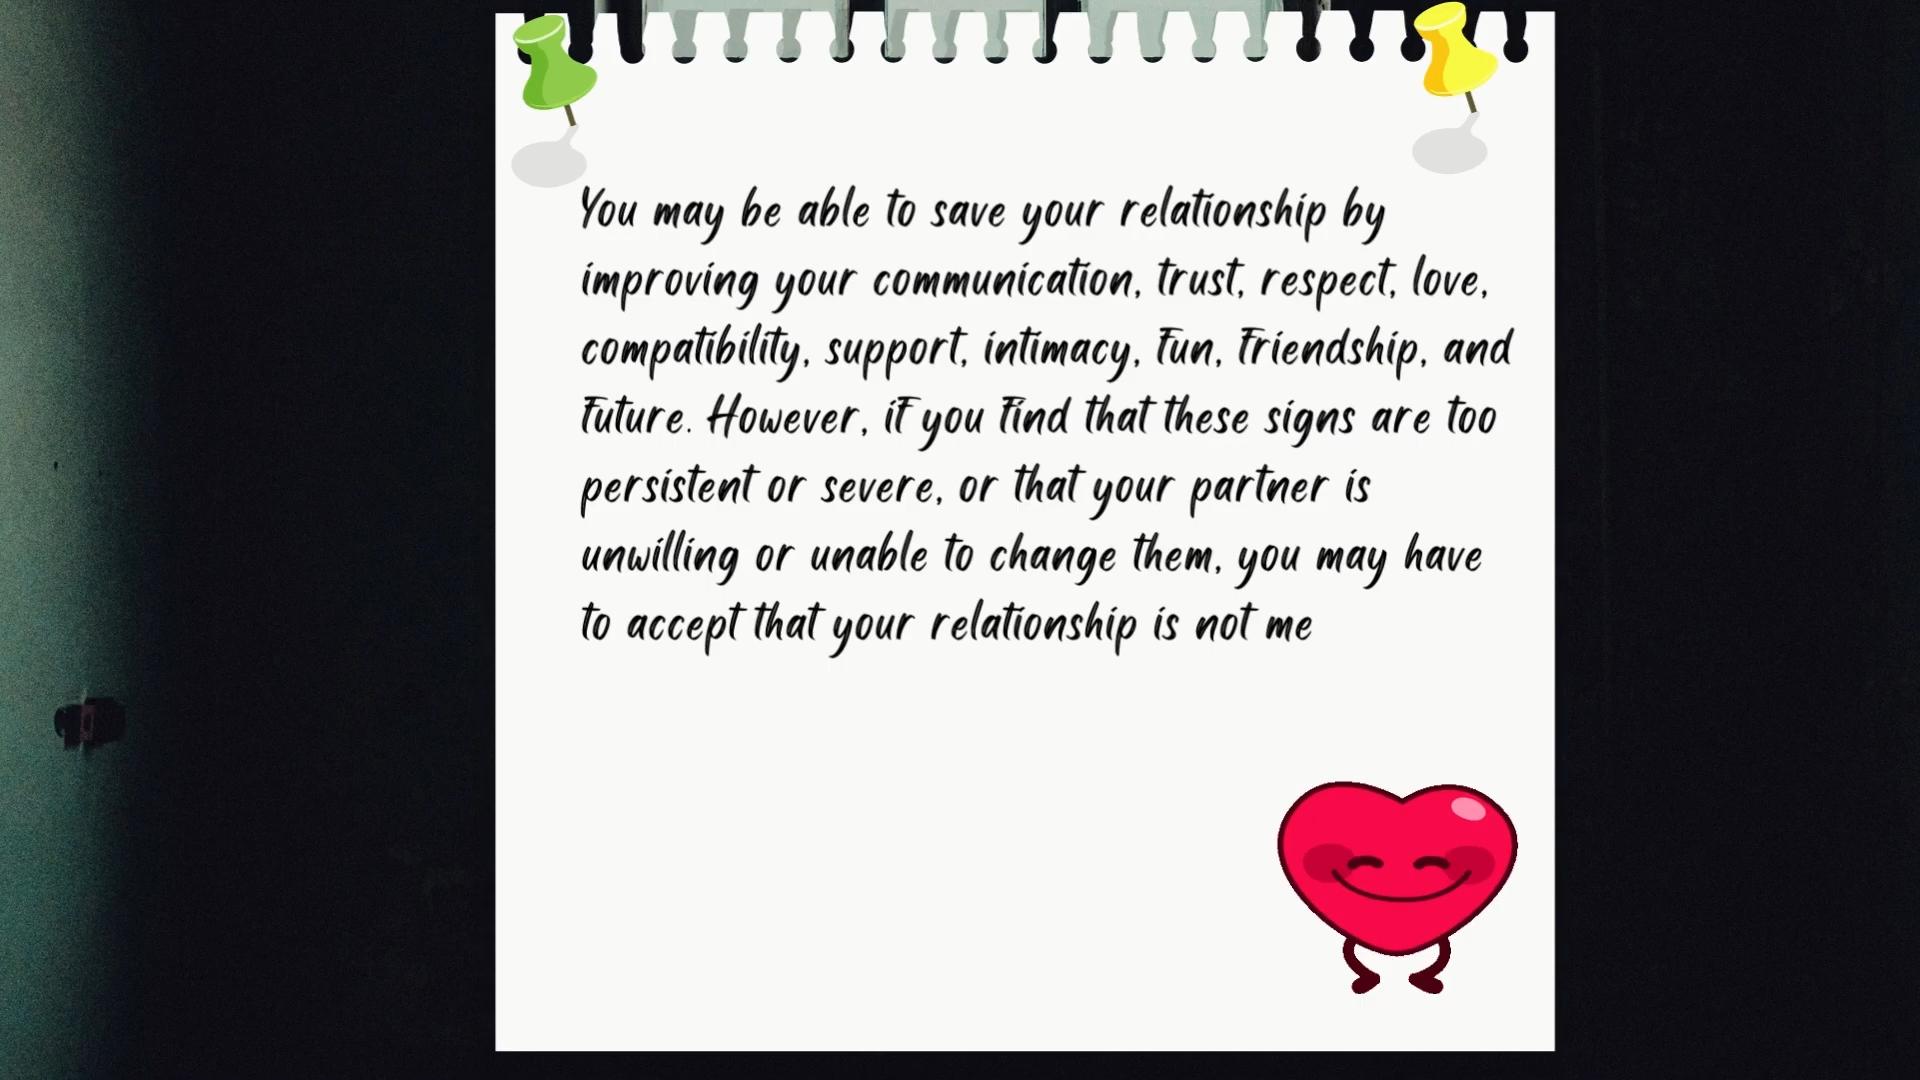 You may be able to save your relationship by
improving your communication, trust, respect, love,
compatibility, support, intimacy, fun, friendship, and
future. However, if you find that these signs are too
persistent or severe, or that your partner is
unwilling or unable to change them, you may have
to accept that your relationship is not me